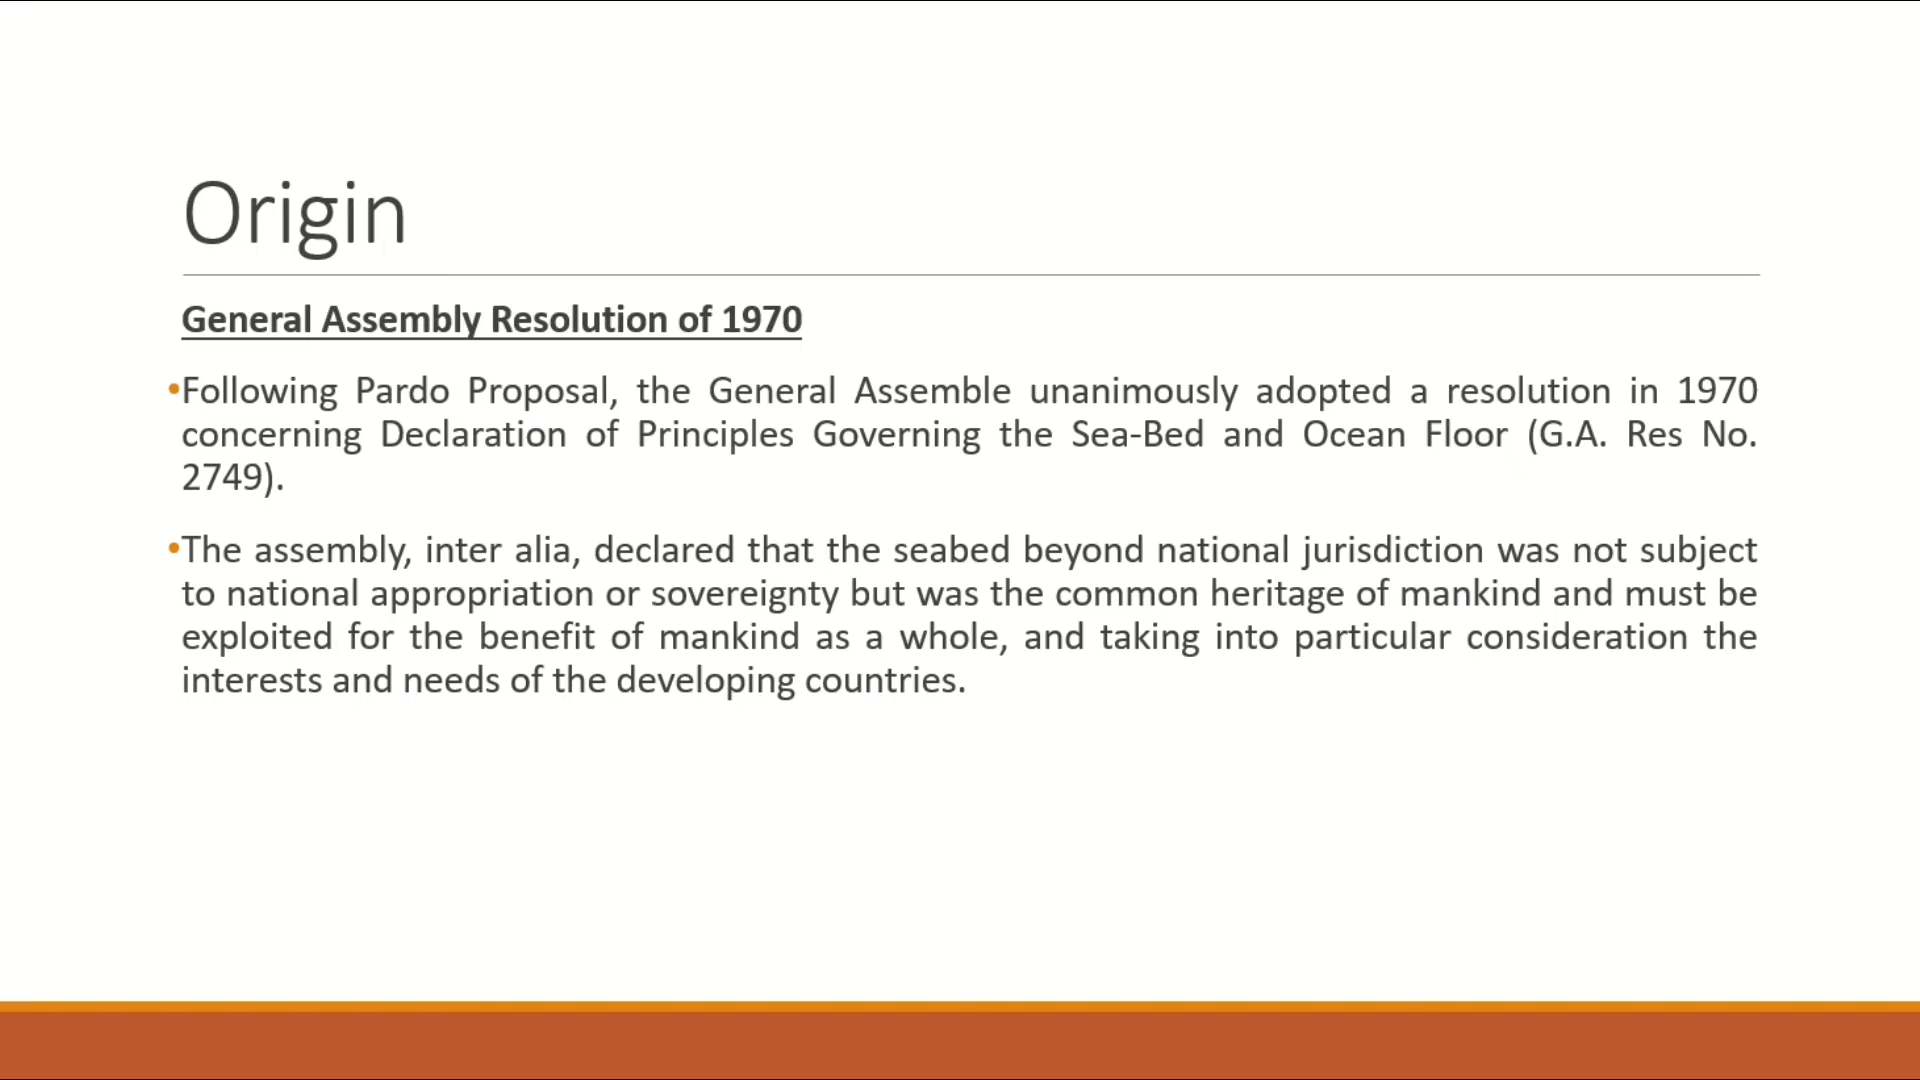 Origin
General Assembly Resolution of 1970
•Following Pardo Proposal, the General Assemble unanimously adopted a resolution in 1970
concerning Declaration of Principles Governing the Sea-Bed and Ocean Floor (G.A. Res No.
2749).
•The assembly, inter alia, declared that the seabed beyond national jurisdiction was not subject
to national appropriation or sovereignty but was the common heritage of mankind and must be
exploited for the benefit of mankind as a whole, and taking into particular consideration the
interests and needs of the developing countries.